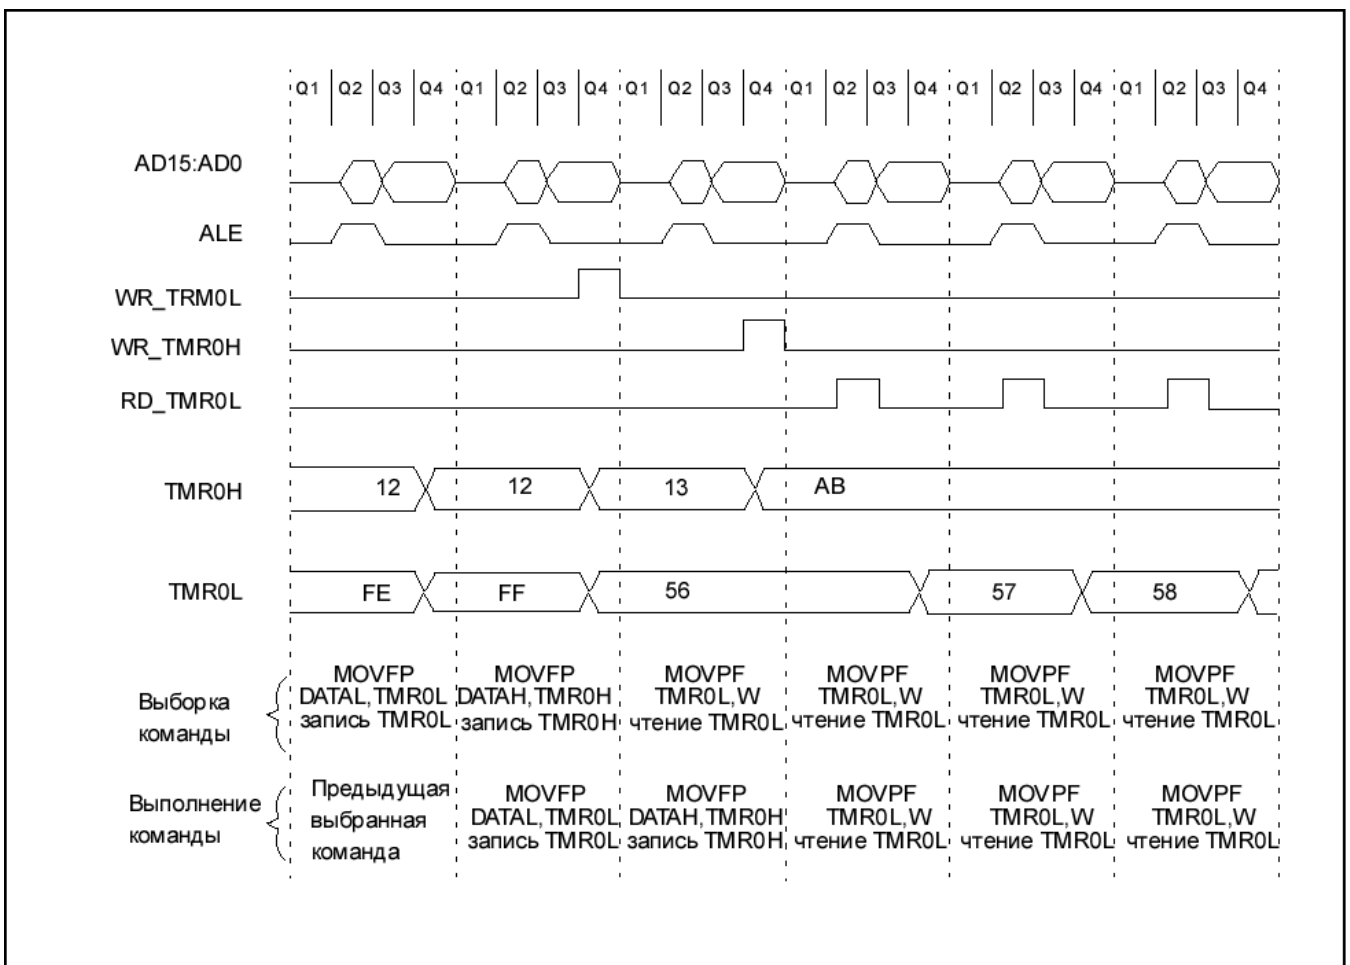 Q1 Q2 Q3 Q4 Q1 Q2 Q3 Q4 Q1 Q2 Q3 Q4 Q1 Q2 Q3 Q4 Q1 Q2 Q3 Q4 Q1 Q2 Q3 Q4
AD15:AD0
ALE
WR_TRM0L
WR_TMR0H
RD_TMR0L
TMR0H 12 12 13 AB
TMR0L FE FF 56 57 58
Выборка
команды
MOVFP
DATAL,TMR0L
запись TMR0L
MOVFP
DATAH,TMR0H
запись TMR0H
MOVPF
TMR0L,W
чтение TMR0L
MOVPF
TMR0L,W
чтение TMR0L
MOVPF
TMR0L,W
чтение TMR0L
MOVPF
TMR0L,W
чтение TMR0L
Выполнение
команды
Предыдущая
выбранная
команда
MOVFP
DATAL,TMR0L
запись TMR0L
MOVFP
DATAH,TMR0H
запись TMR0H
MOVPF
TMR0L,W
чтение TMR0L
MOVPF
TMR0L,W
чтение TMR0L
MOVPF
TMR0L,W
чтение TMR0L